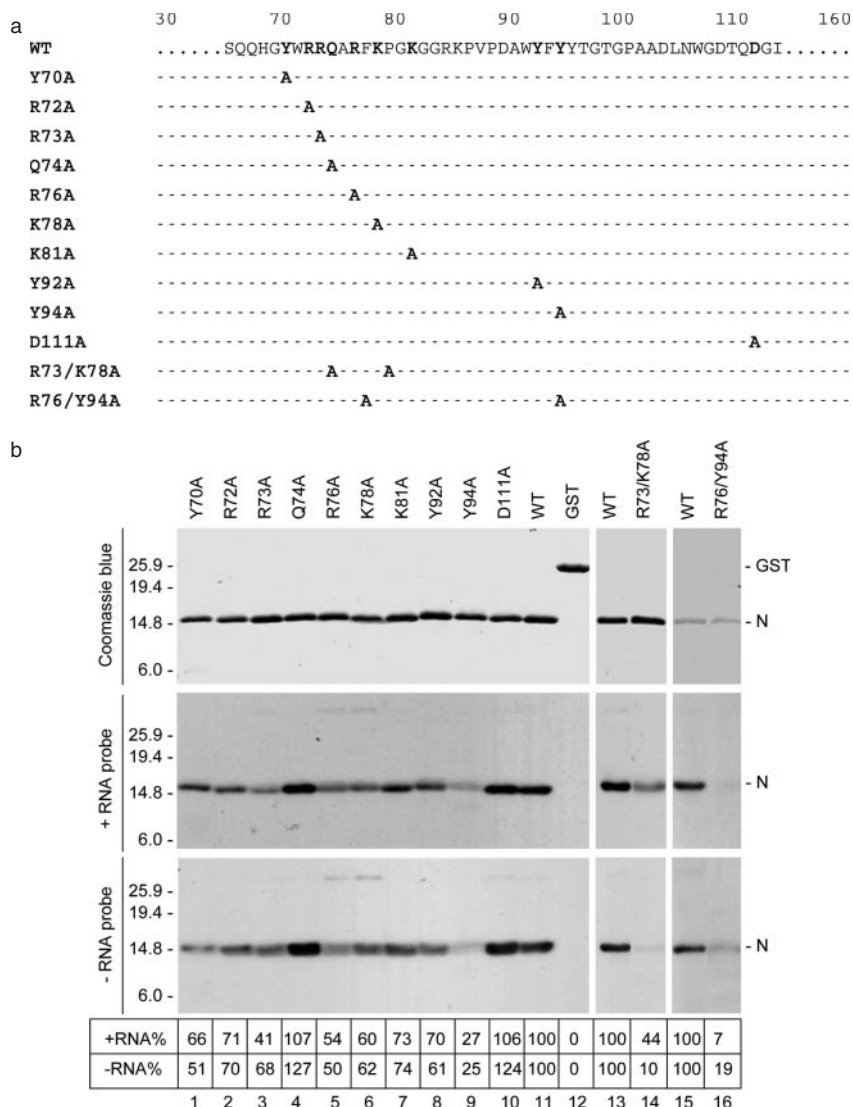 a
30 70 80 90 100 110 160
WT ......SQQHGYWRRQARFKPGKGGRKPVPDAWYFYYTGTGPAADLNWGDTQDGI......
Y70A -----------A-------------------------------------------------
R72A -------------A-----------------------------------------------
R73A --------------A----------------------------------------------
Q74A ---------------A---------------------------------------------
R76A -----------------A-------------------------------------------
K78A -------------------A-----------------------------------------
K81A ----------------------A--------------------------------------
Y92A ---------------------------------A---------------------------
Y94A -----------------------------------A-------------------------
D111A ----------------------------------------------------A--------
R73/K78A ---------------A----A----------------------------------------
R76/Y94A ------------------A----------------A-------------------------
b
Y70A R72A R73A Q74A R76A K78A K81A Y92A Y94A D111A WT GST WT R73/K78A WT R76/Y94A
Coomassie blue
25.9 - - GST
19.4 -
14.8 - - N
6.0 -
+ RNA probe
25.9 -
19.4 -
14.8 - - N
6.0 -
- RNA probe
25.9 -
19.4 -
14.8 - - N
6.0 -
+RNA% 66 71 41 107 54 60 73 70 27 106 100 0 100 44 100 7
-RNA% 51 70 68 127 50 62 74 61 25 124 100 0 100 10 100 19
1 2 3 4 5 6 7 8 9 10 11 12 13 14 15 16